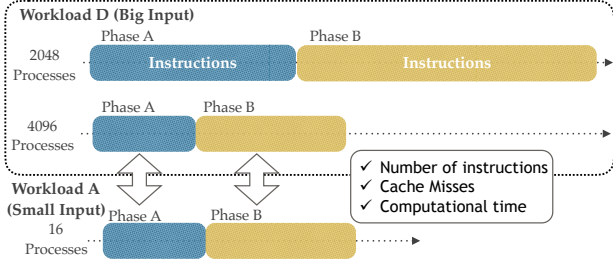 Workload D (Big Input)
Phase A
Phase B
2048
Processes
Instructions
Instructions
Phase A
Phase B
4096
Processes
✓ Number of instructions
✓ Cache Misses
✓ Computational time
Workload A
(Small Input)
Phase A
Phase B
16
Processes